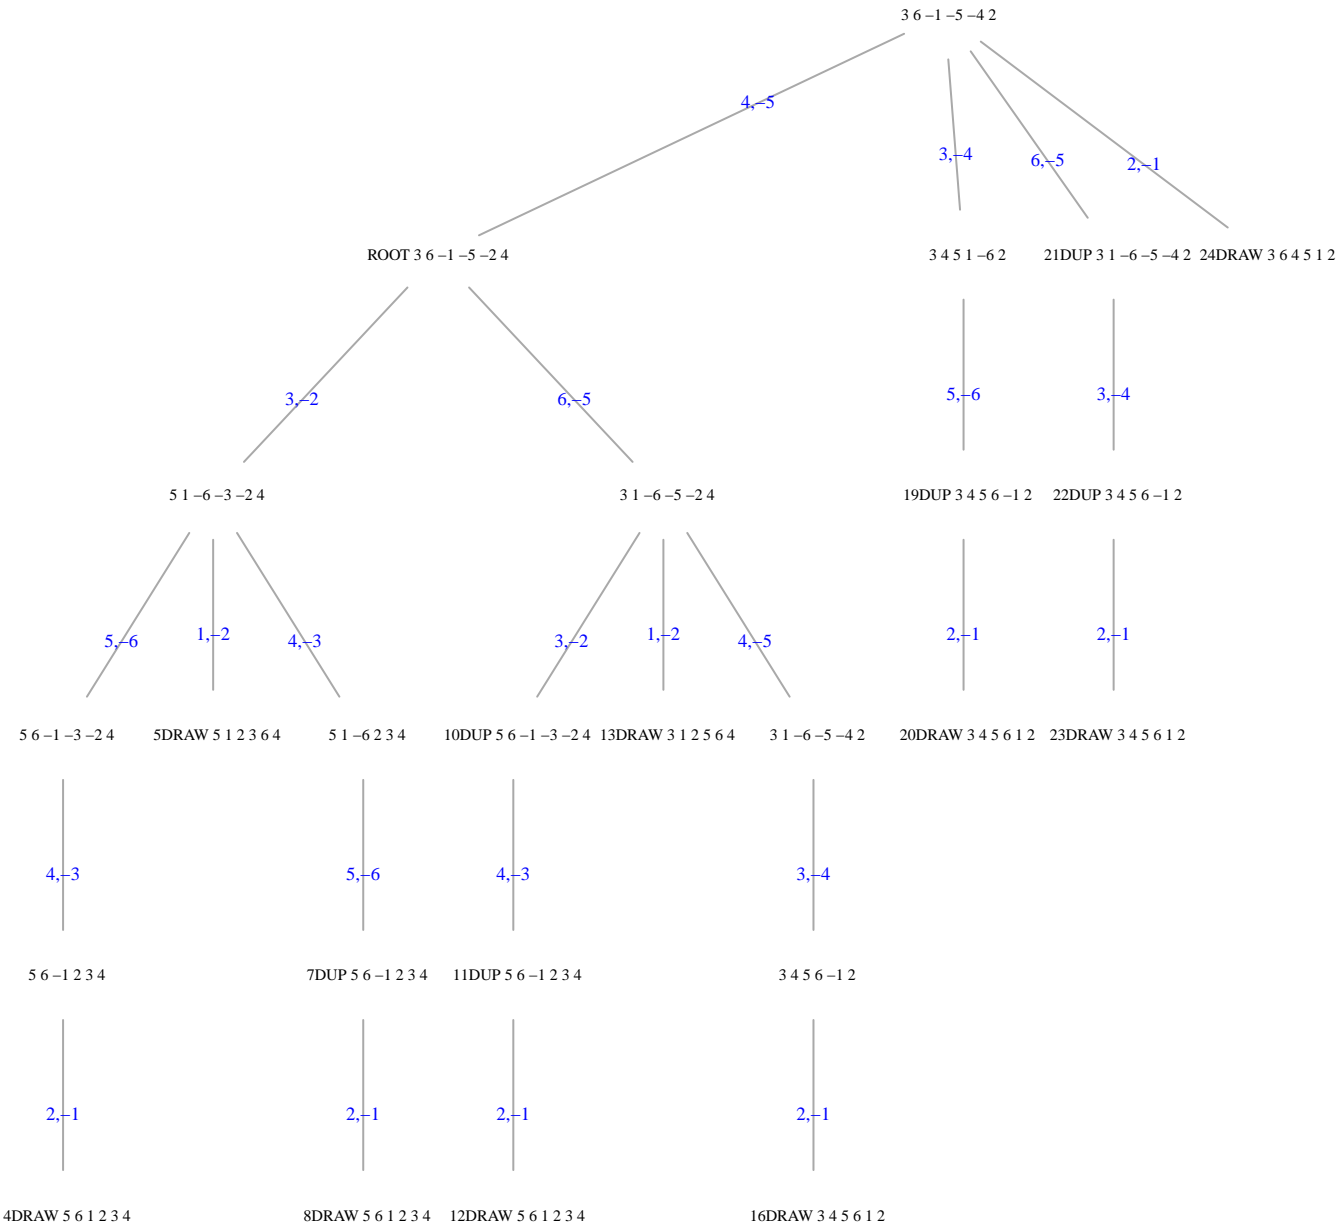 3 6 –1 –5 –4 2
4,–5
3,–4
6,–5
2,–1
ROOT 3 6 –1 –5 –2 4
3 4 5 1 –6 2
21DUP 3 1 –6 –5 –4 2
24DRAW 3 6 4 5 1 2
3,–2
6,–5
5,–6
3,–4
5 1 –6 –3 –2 4
3 1 –6 –5 –2 4
19DUP 3 4 5 6 –1 2
22DUP 3 4 5 6 –1 2
5,–6
1,–2
4,–3
3,–2
1,–2
4,–5
2,–1
2,–1
5 6 –1 –3 –2 4
5DRAW 5 1 2 3 6 4
5 1 –6 2 3 4
10DUP 5 6 –1 –3 –2 4
13DRAW 3 1 2 5 6 4
3 1 –6 –5 –4 2
20DRAW 3 4 5 6 1 2
23DRAW 3 4 5 6 1 2
4,–3
5,–6
4,–3
3,–4
5 6 –1 2 3 4
7DUP 5 6 –1 2 3 4
11DUP 5 6 –1 2 3 4
3 4 5 6 –1 2
2,–1
2,–1
2,–1
2,–1
4DRAW 5 6 1 2 3 4
8DRAW 5 6 1 2 3 4
12DRAW 5 6 1 2 3 4
16DRAW 3 4 5 6 1 2